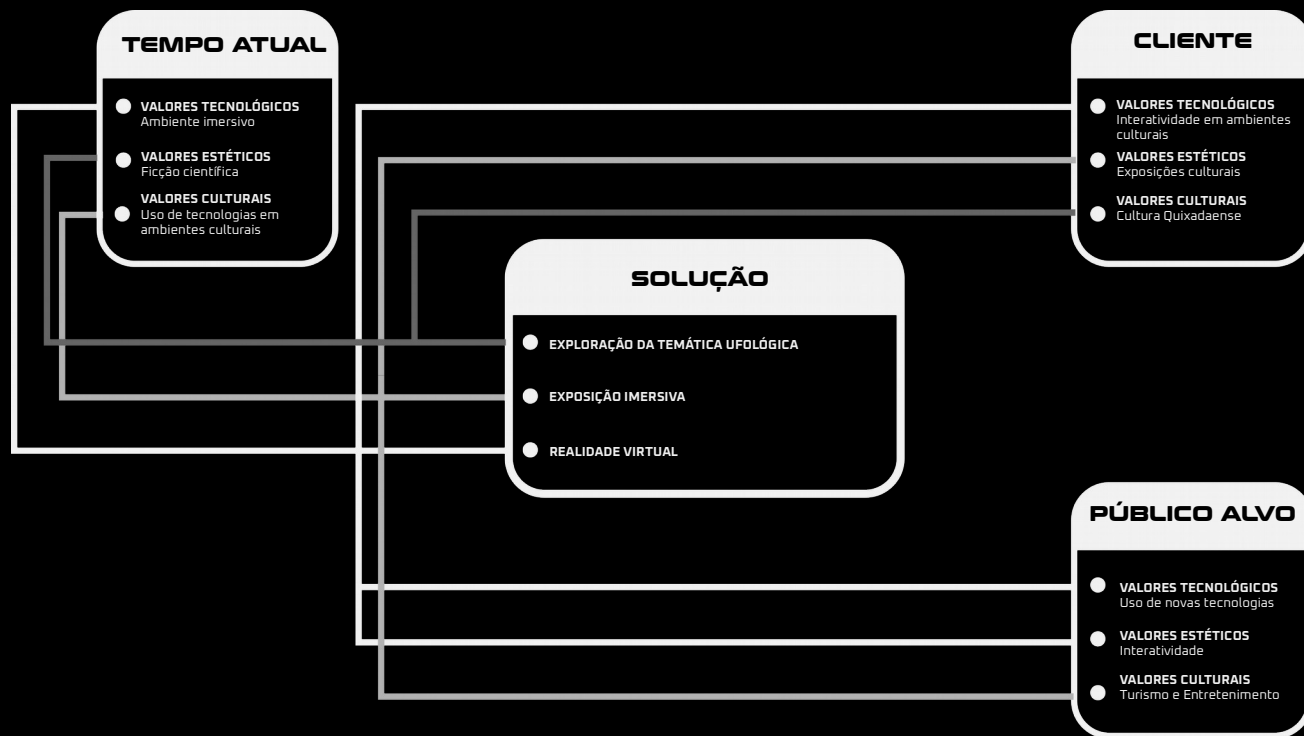 TEMPO ATUAL
VALORES TECNOLÓGICOS
Ambiente imersivo
VALORES ESTÉTICOS
Ficção científica
VALORES CULTURAIS
Uso de tecnologias em
ambientes culturais
CLIENTE
VALORES TECNOLÓGICOS
Interatividade em ambientes
culturais
VALORES ESTÉTICOS
Exposições culturais
VALORES CULTURAIS
Cultura Quixadaense
SOLUÇÃO
EXPLORAÇÃO DA TEMÁTICA UFOLÓGICA
EXPOSIÇÃO IMERSIVA
REALIDADE VIRTUAL
PÚBLICO ALVO
VALORES TECNOLÓGICOS
Uso de novas tecnologias
VALORES ESTÉTICOS
Interatividade
VALORES CULTURAIS
Turismo e Entretenimento